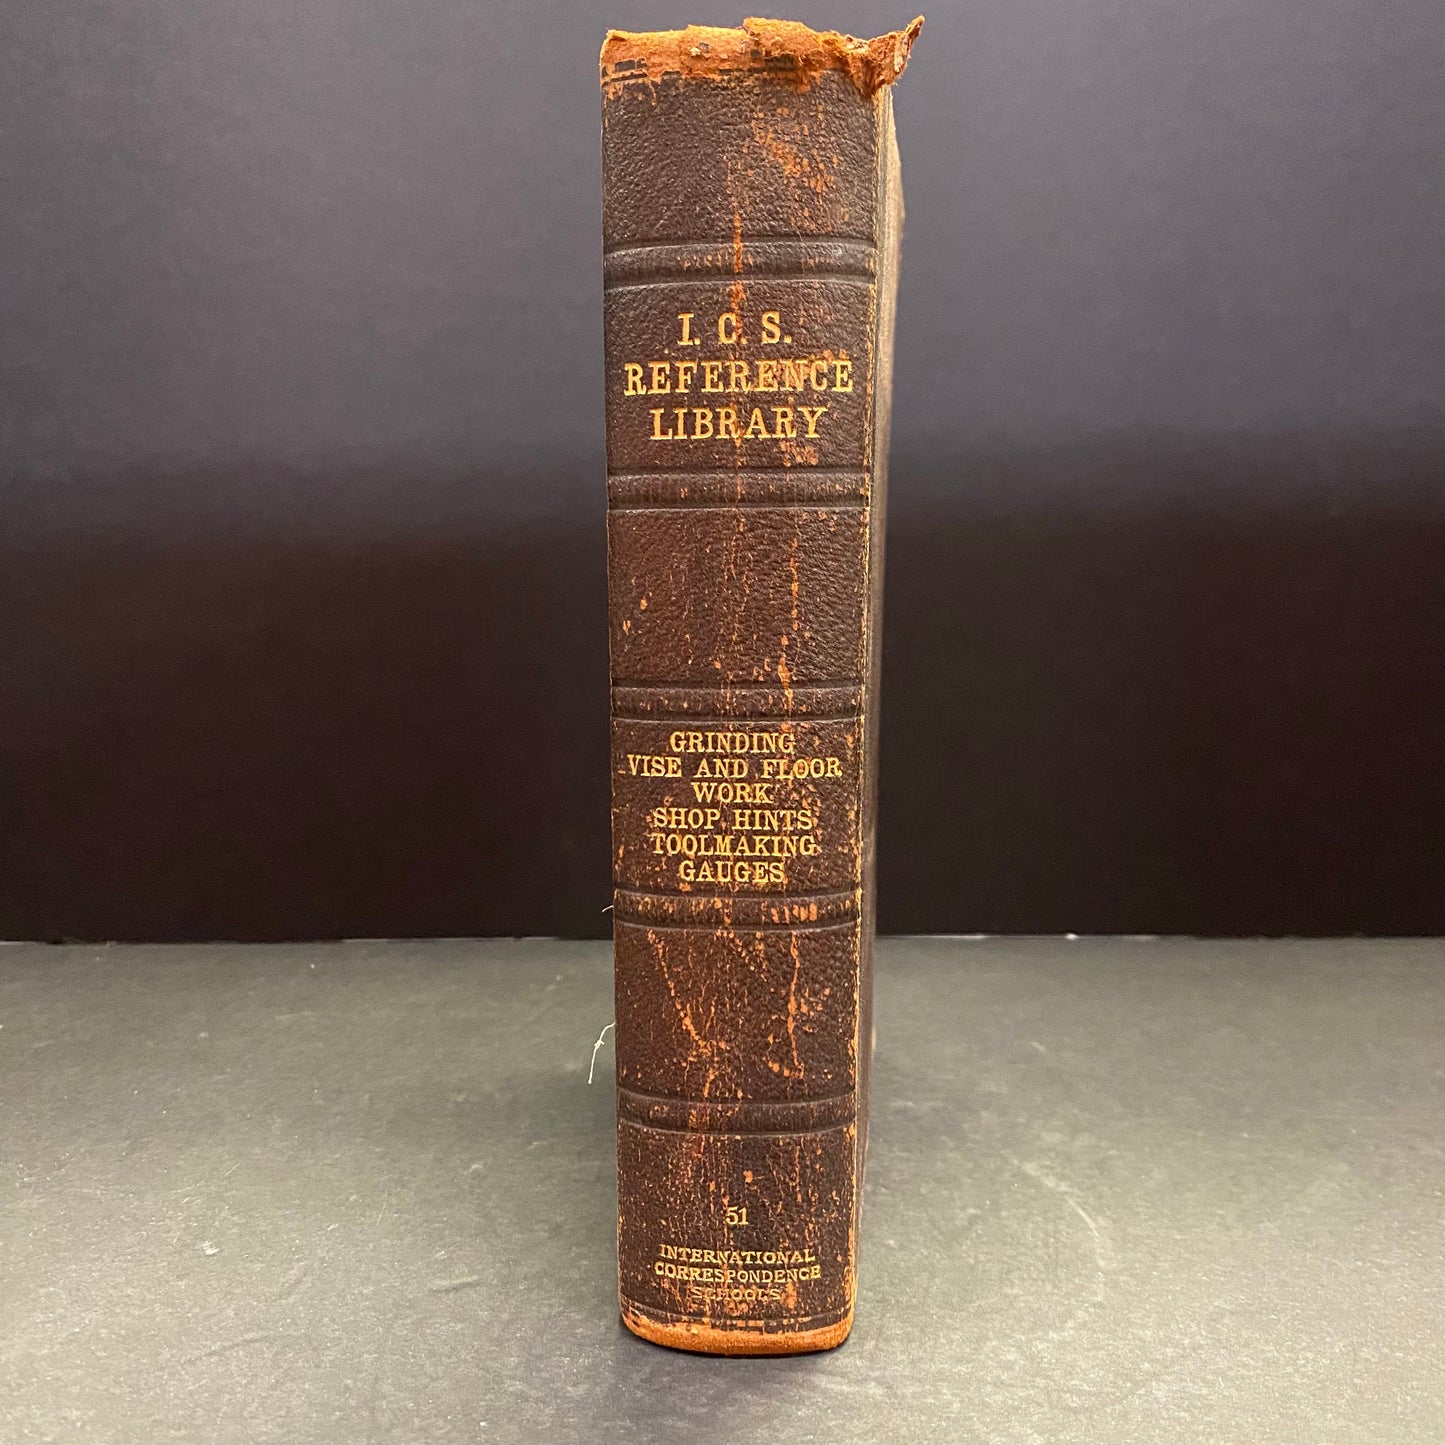 I. C. S.
REFERENCE
LIBRARY
GRINDING
VISE AND FLOOR
WORK
SHOP HINTS
TOOLMAKING
GAUGES
51
INTERNATIONAL
CORRESPONDENCE
SCHOOLS